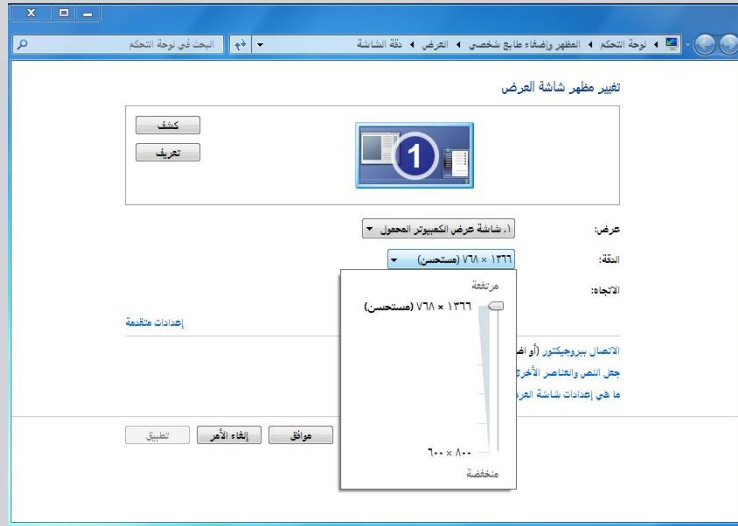 لوحة التحكم ◂ المظهر وإضفاء طابع شخصي ◂ العرض ◂ دقة الشاشة
البحث في لوحة التحكم
تغيير مظهر شاشة العرض
1
كشف
تعريف
عرض:
١. شاشة عرض الكمبيوتر المحمول
الدقة:
١٣٦٦ × ٧٦٨ (مستحسن)
الاتجاه:
مرتفعة
١٣٦٦ × ٧٦٨ (مستحسن)
٨٠٠ × ٦٠٠
منخفضة
إعدادات متقدمة
الاتصال ببروجيكتور (أو
جعل النص والعناصر الأخرى
ما هي إعدادات شاشة
موافق
إلغاء الأمر
تطبيق